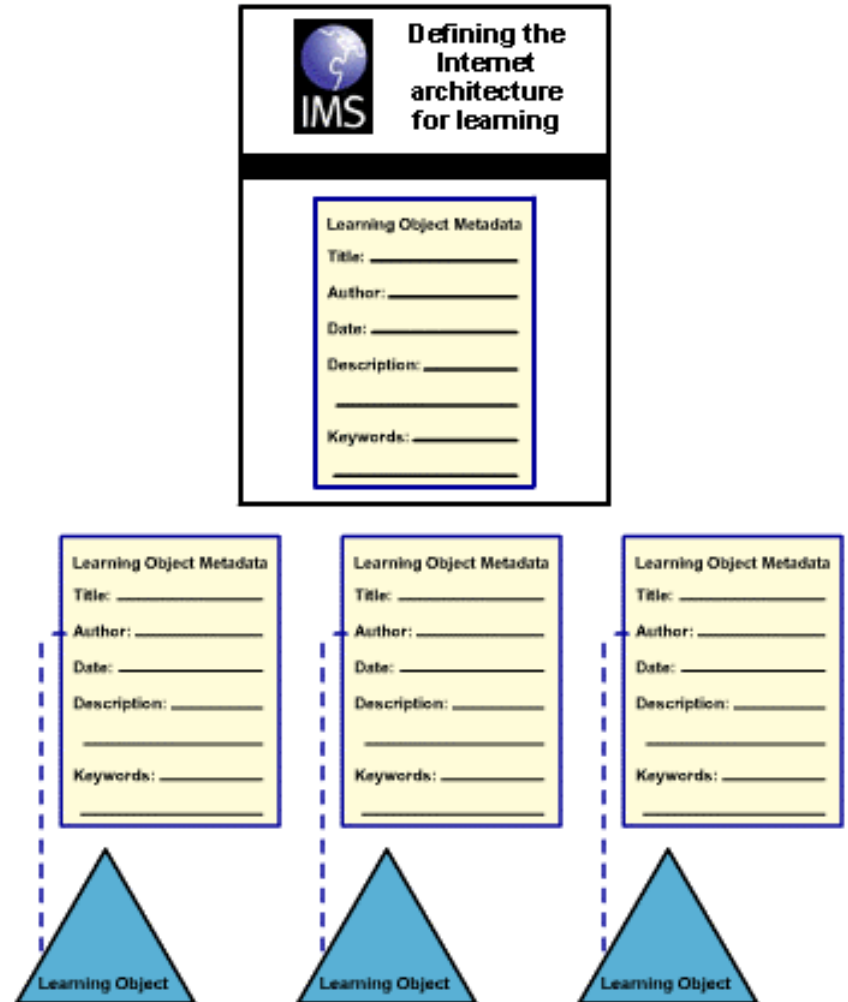 Defining the
Internet
architecture
for learning
IMS
Learning Object Metadata
Title:
Author:
Date:
Description:
Keywords:
Learning Object Metadata
Title:
Author:
Date:
Description:
Keywords:
Learning Object Metadata
Title:
Author:
Date:
Description:
Keywords:
Learning Object Metadata
Title:
Author:
Date:
Description:
Keywords:
Learning Object
Learning Object
Learning Object